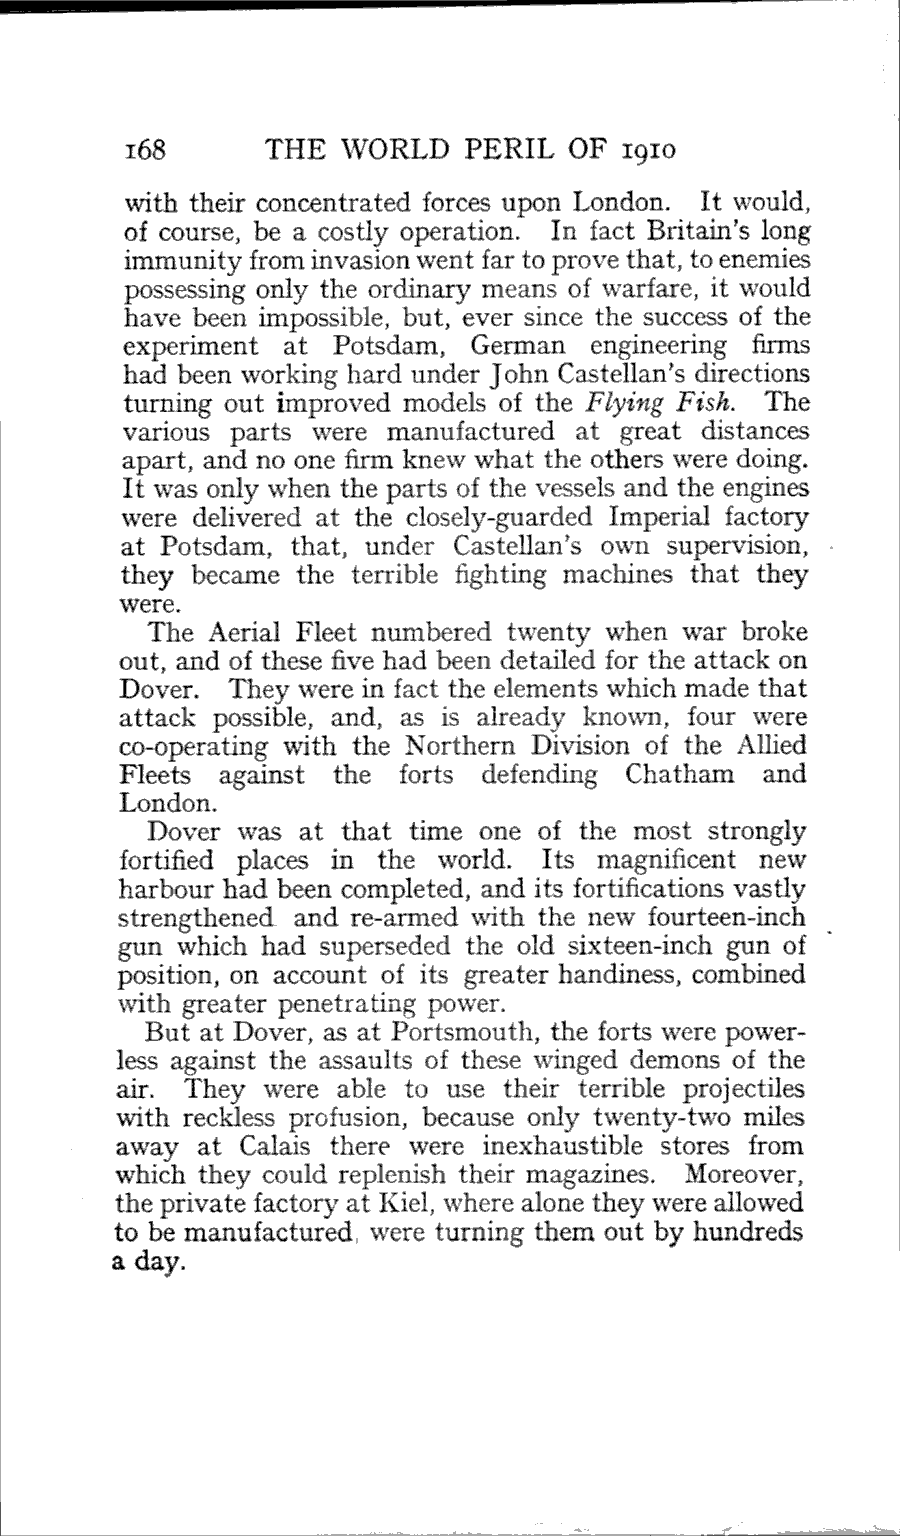 168 THE WORLD PERIL OF 1910
with their concentrated forces upon London. It would,
of course, be a costly operation. In fact Britain's long
immunity from invasion went far to prove that, to enemies
possessing only the ordinary means of warfare, it would
have been impossible, but, ever since the success of the
experiment at Potsdam, German engineering firms
had been working hard under John Castellan's directions
turning out improved models of the Flying Fish. The
various parts were manufactured at great distances
apart, and no one firm knew what the others were doing.
It was only when the parts of the vessels and the engines
were delivered at the closely-guarded Imperial factory
at Potsdam, that, under Castellan's own supervision,
they became the terrible fighting machines that they
were.
The Aerial Fleet numbered twenty when war broke
out, and of these five had been detailed for the attack on
Dover. They were in fact the elements which made that
attack possible, and, as is already known, four were
co-operating with the Northern Division of the Allied
Fleets against the forts defending Chatham and
London.
Dover was at that time one of the most strongly
fortified places in the world. Its magnificent new
harbour had been completed, and its fortifications vastly
strengthened and re-armed with the new fourteen-inch
gun which had superseded the old sixteen-inch gun of
position, on account of its greater handiness, combined
with greater penetrating power.
But at Dover, as at Portsmouth, the forts were power-
less against the assaults of these winged demons of the
air. They were able to use their terrible projectiles
with reckless profusion, because only twenty-two miles
away at Calais there were inexhaustible stores from
which they could replenish their magazines. Moreover,
the private factory at Kiel, where alone they were allowed
to be manufactured, were turning them out by hundreds
a day.